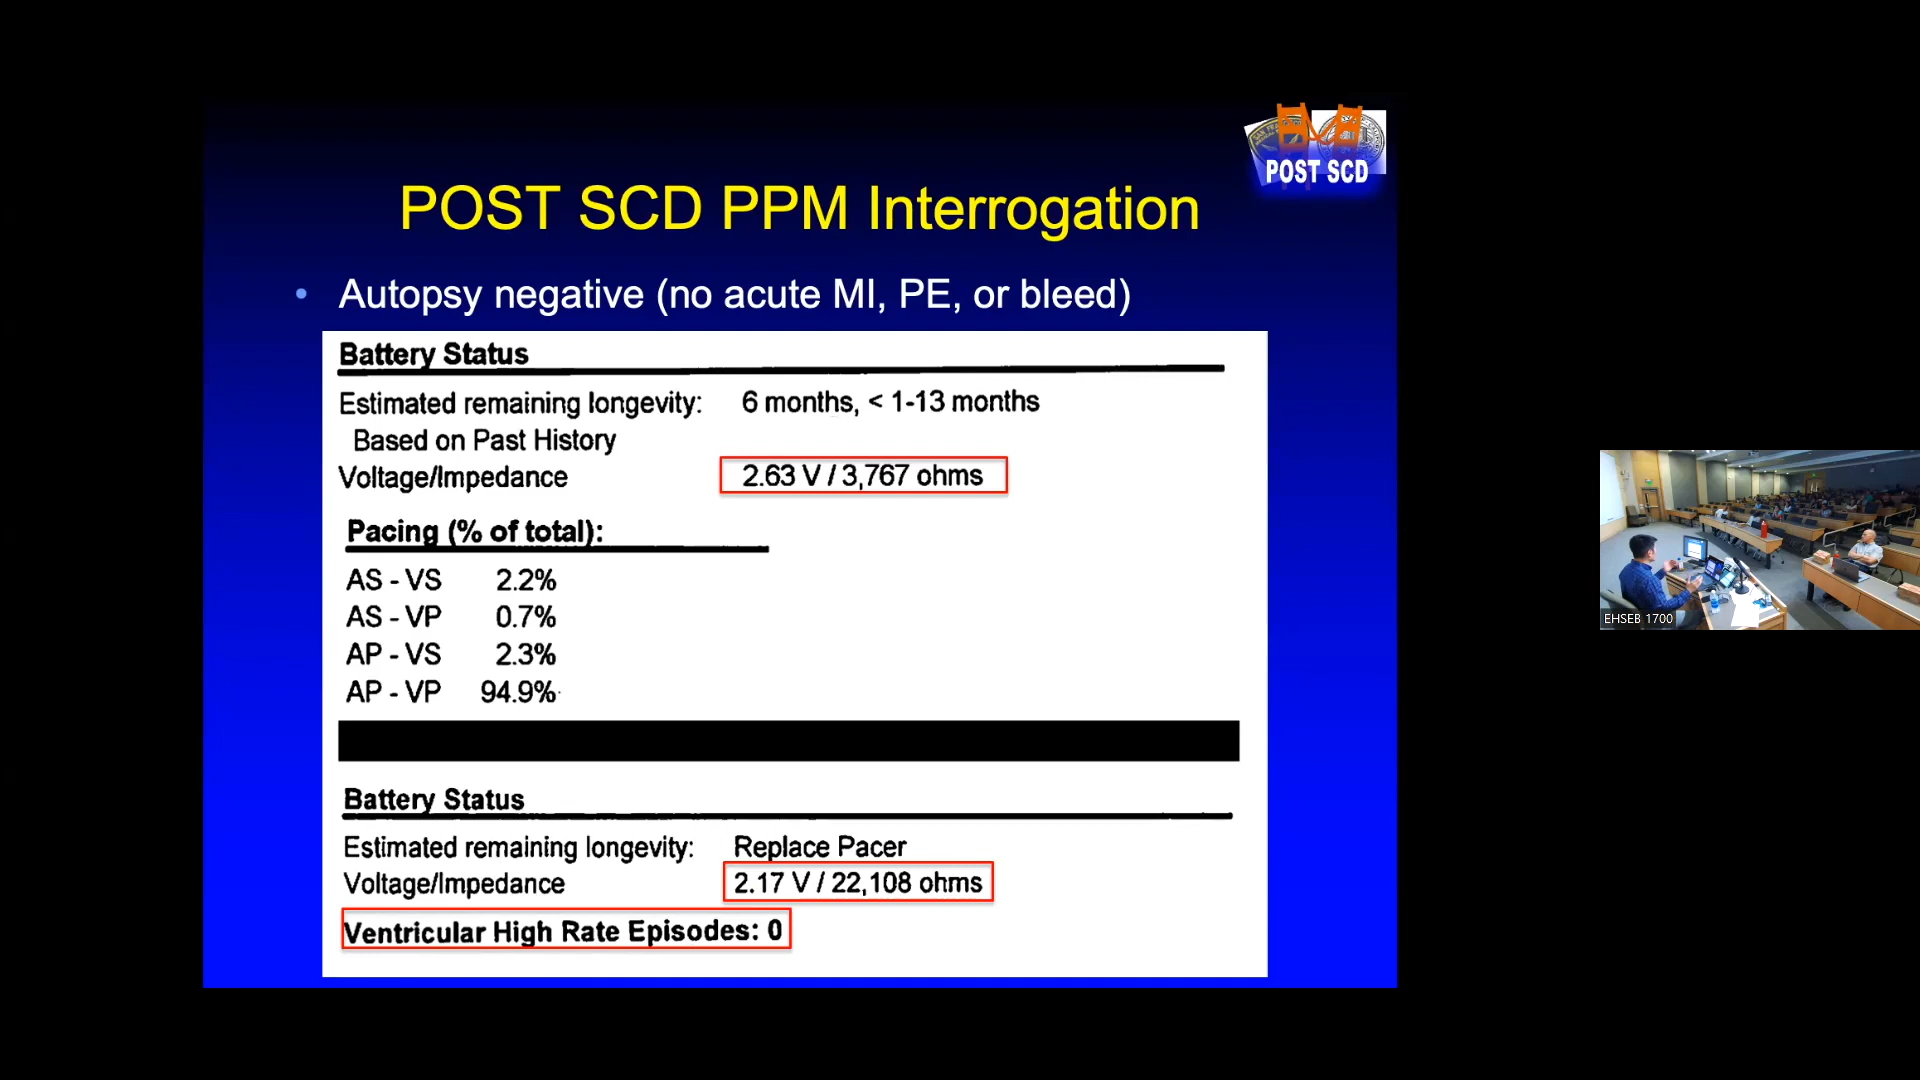 POST SCD
POST SCD PPM Interrogation
• Autopsy negative (no acute MI, PE, or bleed)
Battery Status
Estimated remaining longevity: 6 months, < 1-13 months
Based on Past History
Voltage/Impedance 2.63 V / 3,767 ohms
Pacing (% of total):
AS - VS 2.2%
AS - VP 0.7%
AP - VS 2.3%
AP - VP 94.9%
Battery Status
Estimated remaining longevity: Replace Pacer
Voltage/Impedance 2.17 V / 22,108 ohms
Ventricular High Rate Episodes: 0
EHSEB 1700